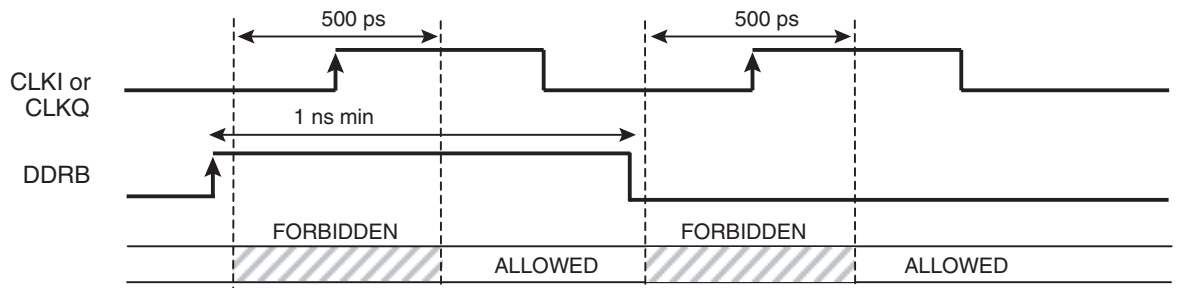 500 ps
500 ps
CLKI or
CLKQ
1 ns min
DDRB
FORBIDDEN
FORBIDDEN
ALLOWED
ALLOWED